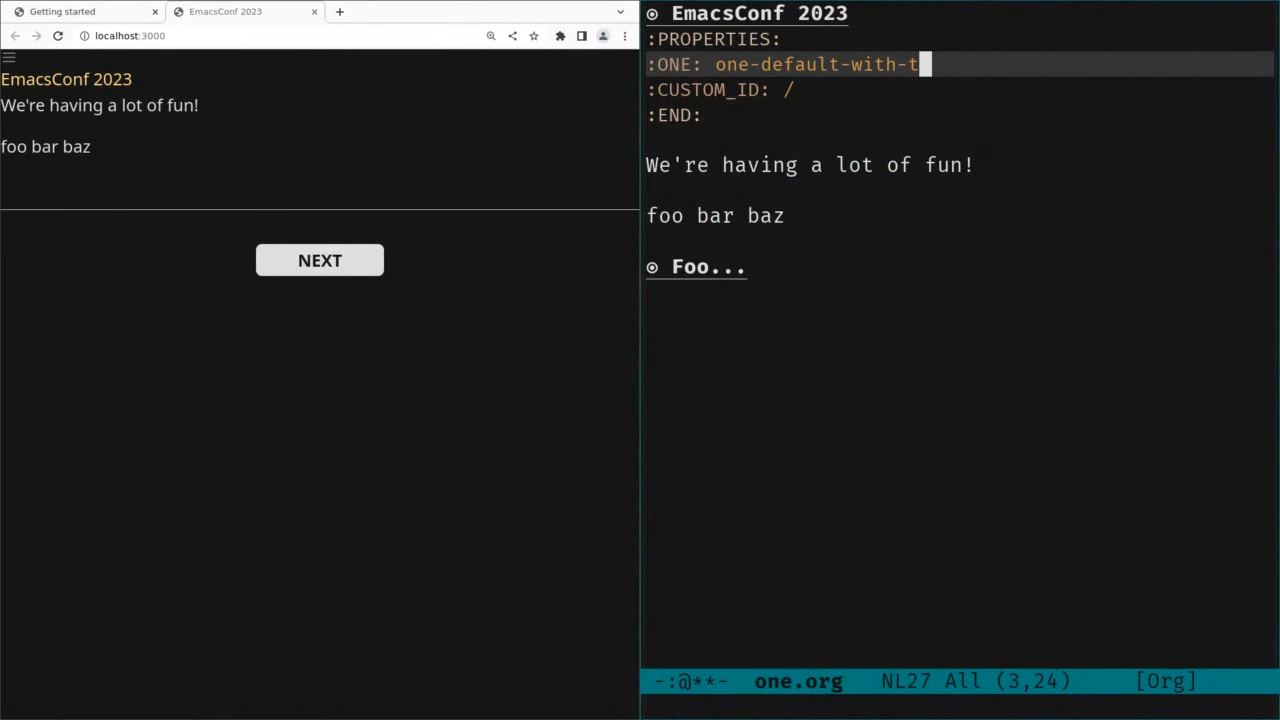 Getting started
EmacsConf 2023
localhost:3000
EmacsConf 2023
We're having a lot of fun!
foo bar baz
NEXT
EmacsConf 2023
:PROPERTIES:
:ONE: one-default-with-t
:CUSTOM_ID: /
:END:
We're having a lot of fun!
foo bar baz
Foo...
-:@**- one.org NL27 All (3,24) [Org]